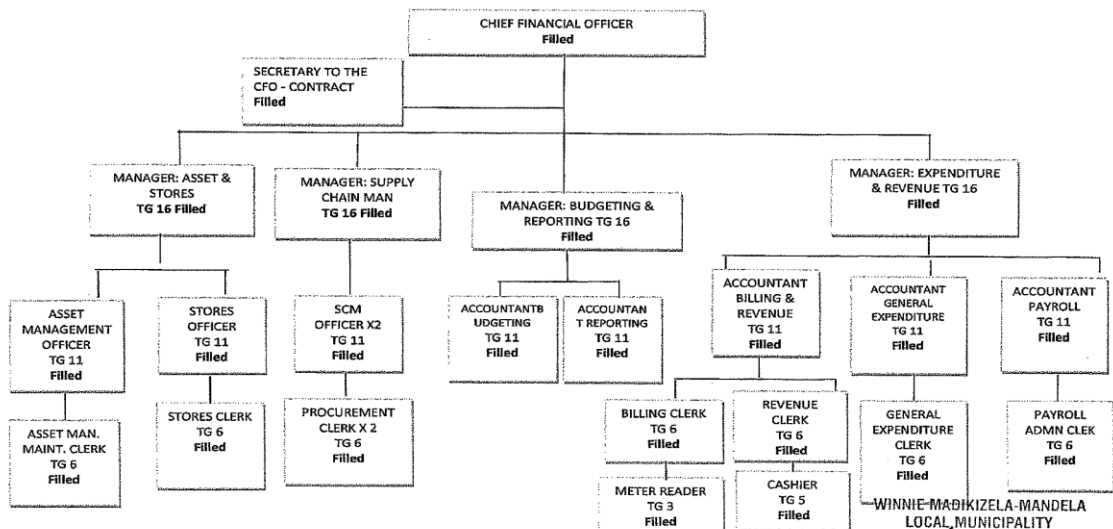 CHIEF FINANCIAL OFFICER
Filled
SECRETARY TO THE
CFO - CONTRACT
Filled
MANAGER: ASSET &
STORES
TG 16 Filled
MANAGER: SUPPLY
CHAIN MAN
TG 16 Filled
MANAGER: BUDGETING &
REPORTING TG 16
Filled
MANAGER: EXPENDITURE
& REVENUE TG 16
Filled
ASSET
MANAGEMENT
OFFICER
TG 11
Filled
STORES
OFFICER
TG 11
Filled
SCM
OFFICER X2
TG 11
Filled
ACCOUNTANTB
UDGETING
TG 11
Filled
ACCOUNTAN
T REPORTING
TG 11
Filled
ACCOUNTANT
BILLING &
REVENUE
TG 11
Filled
ACCOUNTANT
GENERAL
EXPENDITURE
TG 11
Filled
ACCOUNTANT
PAYROLL
TG 11
Filled
ASSET MAN.
MAINT. CLERK
TG 6
Filled
STORES CLERK
TG 6
Filled
PROCUREMENT
CLERK X 2
TG 6
Filled
BILLING CLERK
TG 6
Filled
REVENUE
CLERK
TG 6
Filled
GENERAL
EXPENDITURE
CLERK
TG 6
Filled
PAYROLL
ADMN CLEK
TG 6
Filled
METER READER
TG 3
Filled
CASHIER
TG 5
Filled
WINNIE MADIKIZELA-MANDELA
LOCAL MUNICIPALITY